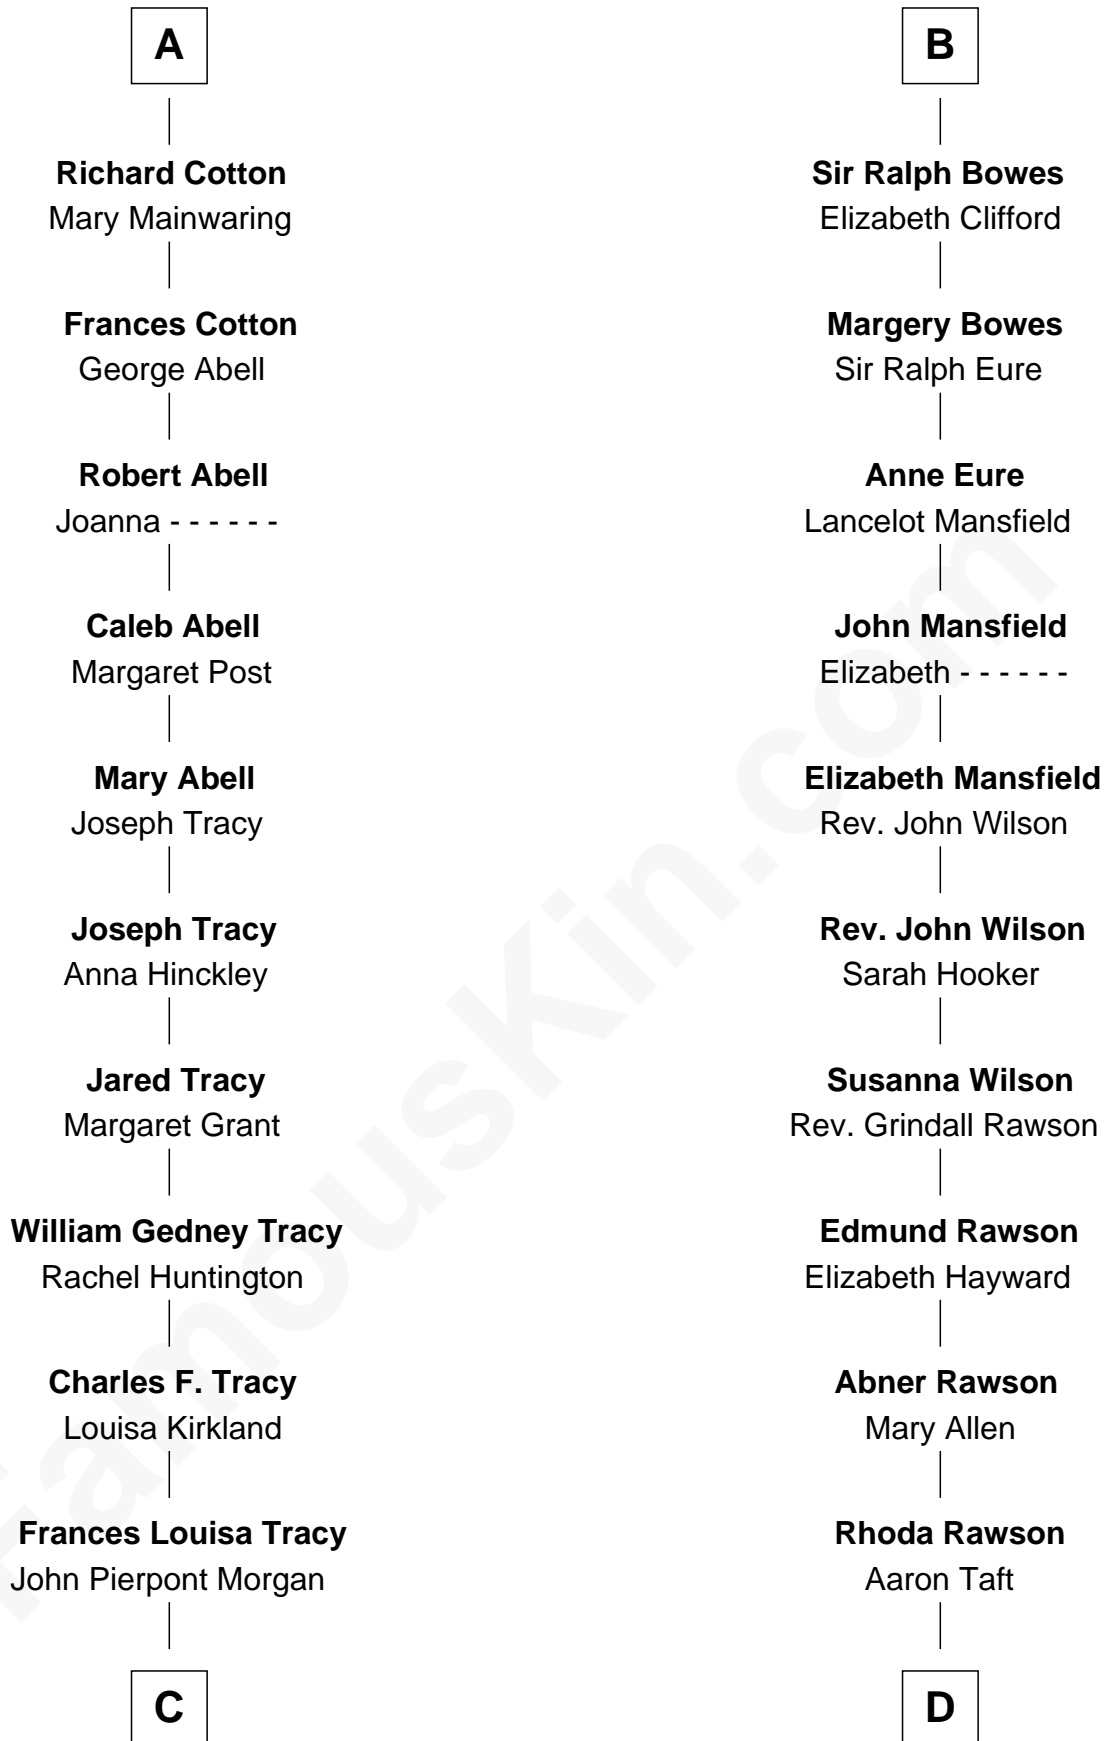 A
Richard Cotton
Mary Mainwaring
Frances Cotton
George Abell
Robert Abell
Joanna - - - - - -
Caleb Abell
Margaret Post
Mary Abell
Joseph Tracy
Joseph Tracy
Anna Hinckley
Jared Tracy
Margaret Grant
William Gedney Tracy
Rachel Huntington
Charles F. Tracy
Louisa Kirkland
Frances Louisa Tracy
John Pierpont Morgan
C
B
Sir Ralph Bowes
Elizabeth Clifford
Margery Bowes
Sir Ralph Eure
Anne Eure
Lancelot Mansfield
John Mansfield
Elizabeth - - - - - -
Elizabeth Mansfield
Rev. John Wilson
Rev. John Wilson
Sarah Hooker
Susanna Wilson
Rev. Grindall Rawson
Edmund Rawson
Elizabeth Hayward
Abner Rawson
Mary Allen
Rhoda Rawson
Aaron Taft
D
FamousKin.com